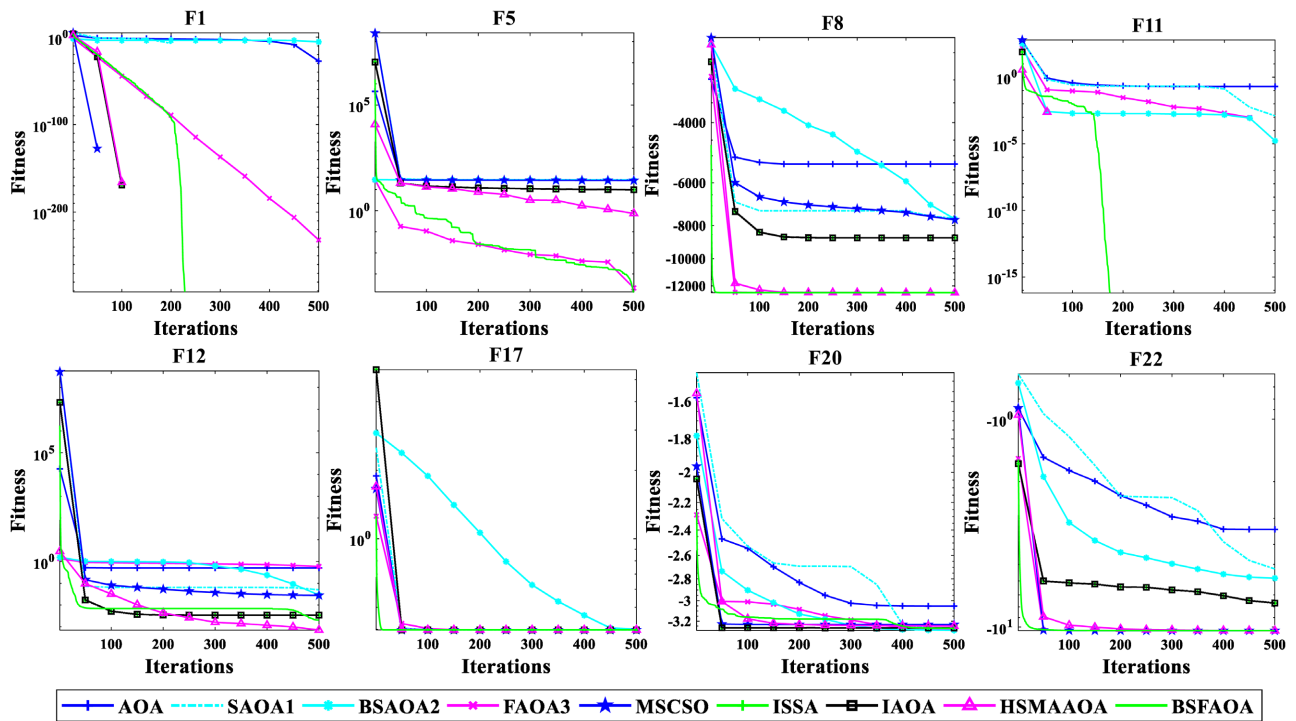 F1
F5
F8
F11
Fitness
10^0
10^-100
10^-200
100 200 300 400 500
Iterations
Fitness
10^5
10^0
100 200 300 400 500
Iterations
Fitness
-4000
-6000
-8000
-10000
-12000
100 200 300 400 500
Iterations
Fitness
10^0
10^-5
10^-10
10^-15
100 200 300 400 500
Iterations
F12
F17
F20
F22
Fitness
10^5
10^0
100 200 300 400 500
Iterations
Fitness
10^0
100 200 300 400 500
Iterations
Fitness
-1.6
-1.8
-2
-2.2
-2.4
-2.6
-2.8
-3
-3.2
100 200 300 400 500
Iterations
Fitness
-10^0
-10^1
100 200 300 400 500
Iterations
AOA SAOA1 BSAOA2 FAOA3 MSCSO ISSA IAOA HSMAAOA BSFAOA